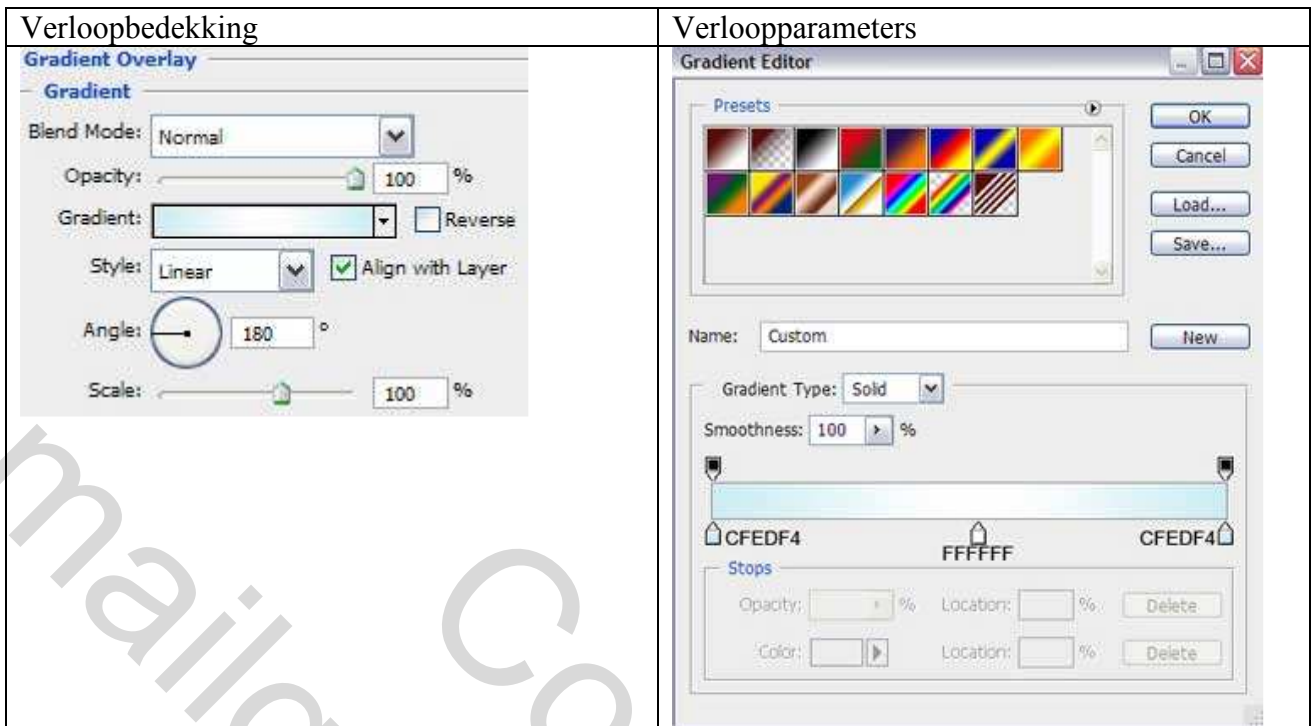 Verloopbedekking
Gradient Overlay
Gradient
Blend Mode: Normal
Opacity: 100 %
Gradient: Reverse
Style: Linear Align with Layer
Angle: 180 °
Scale: 100 %
Verloopparameters
Gradient Editor
Presets
OK
Cancel
Load...
Save...
Name: Custom New
Gradient Type: Solid
Smoothness: 100 %
CFEDF4 FFFFFF CFEDF4
Stops
Opacity: % Location: % Delete
Color: Location: % Delete